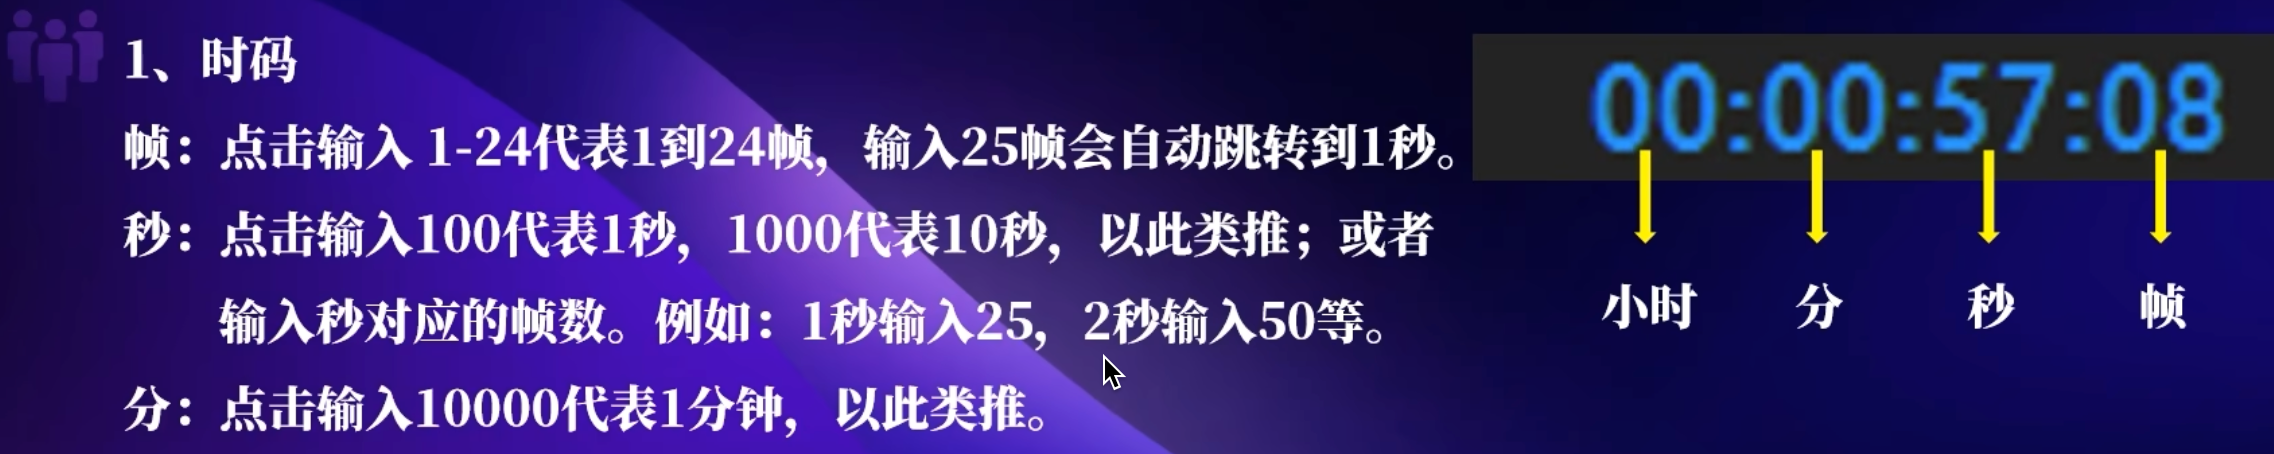 1、时码
帧：点击输入 1-24代表1到24帧，输入25帧会自动跳转到1秒。
秒：点击输入100代表1秒，1000代表10秒，以此类推；或者
输入秒对应的帧数。例如：1秒输入25，2秒输入50等。
分：点击输入10000代表1分钟，以此类推。
00:00:57:08
小时 分 秒 帧